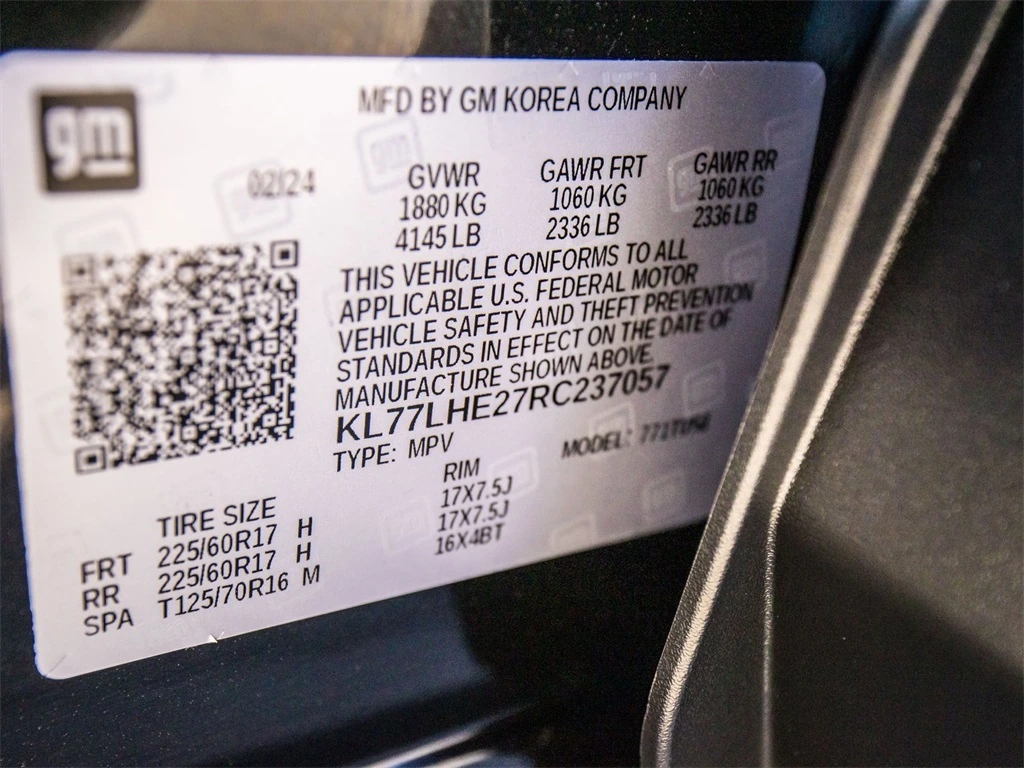 gm
MFD BY GM KOREA COMPANY
02/24
GVWR GAWR FRT GAWR RR
1880 KG 1060 KG 1060 KG
4145 LB 2336 LB 2336 LB
THIS VEHICLE CONFORMS TO ALL
APPLICABLE U.S. FEDERAL MOTOR
VEHICLE SAFETY AND THEFT PREVENTION
STANDARDS IN EFFECT ON THE DATE OF
MANUFACTURE SHOWN ABOVE.
KL77LHE27RC237057
TYPE: MPV MODEL:
TIRE SIZE RIM
FRT 225/60R17 H 17X7.5J
RR 225/60R17 H 17X7.5J
SPA T125/70R16 M 16X4BT